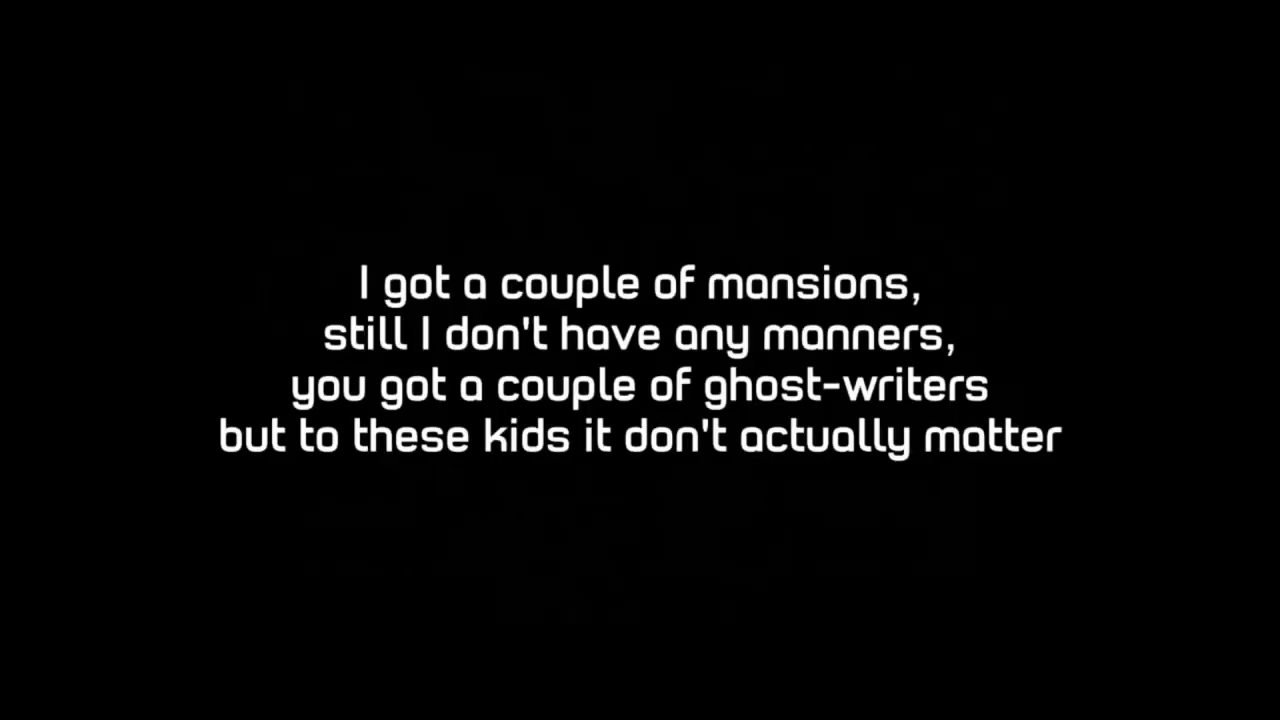 I got a couple of mansions,
still I don't have any manners,
you got a couple of ghost-writers
but to these kids it don't actually matter